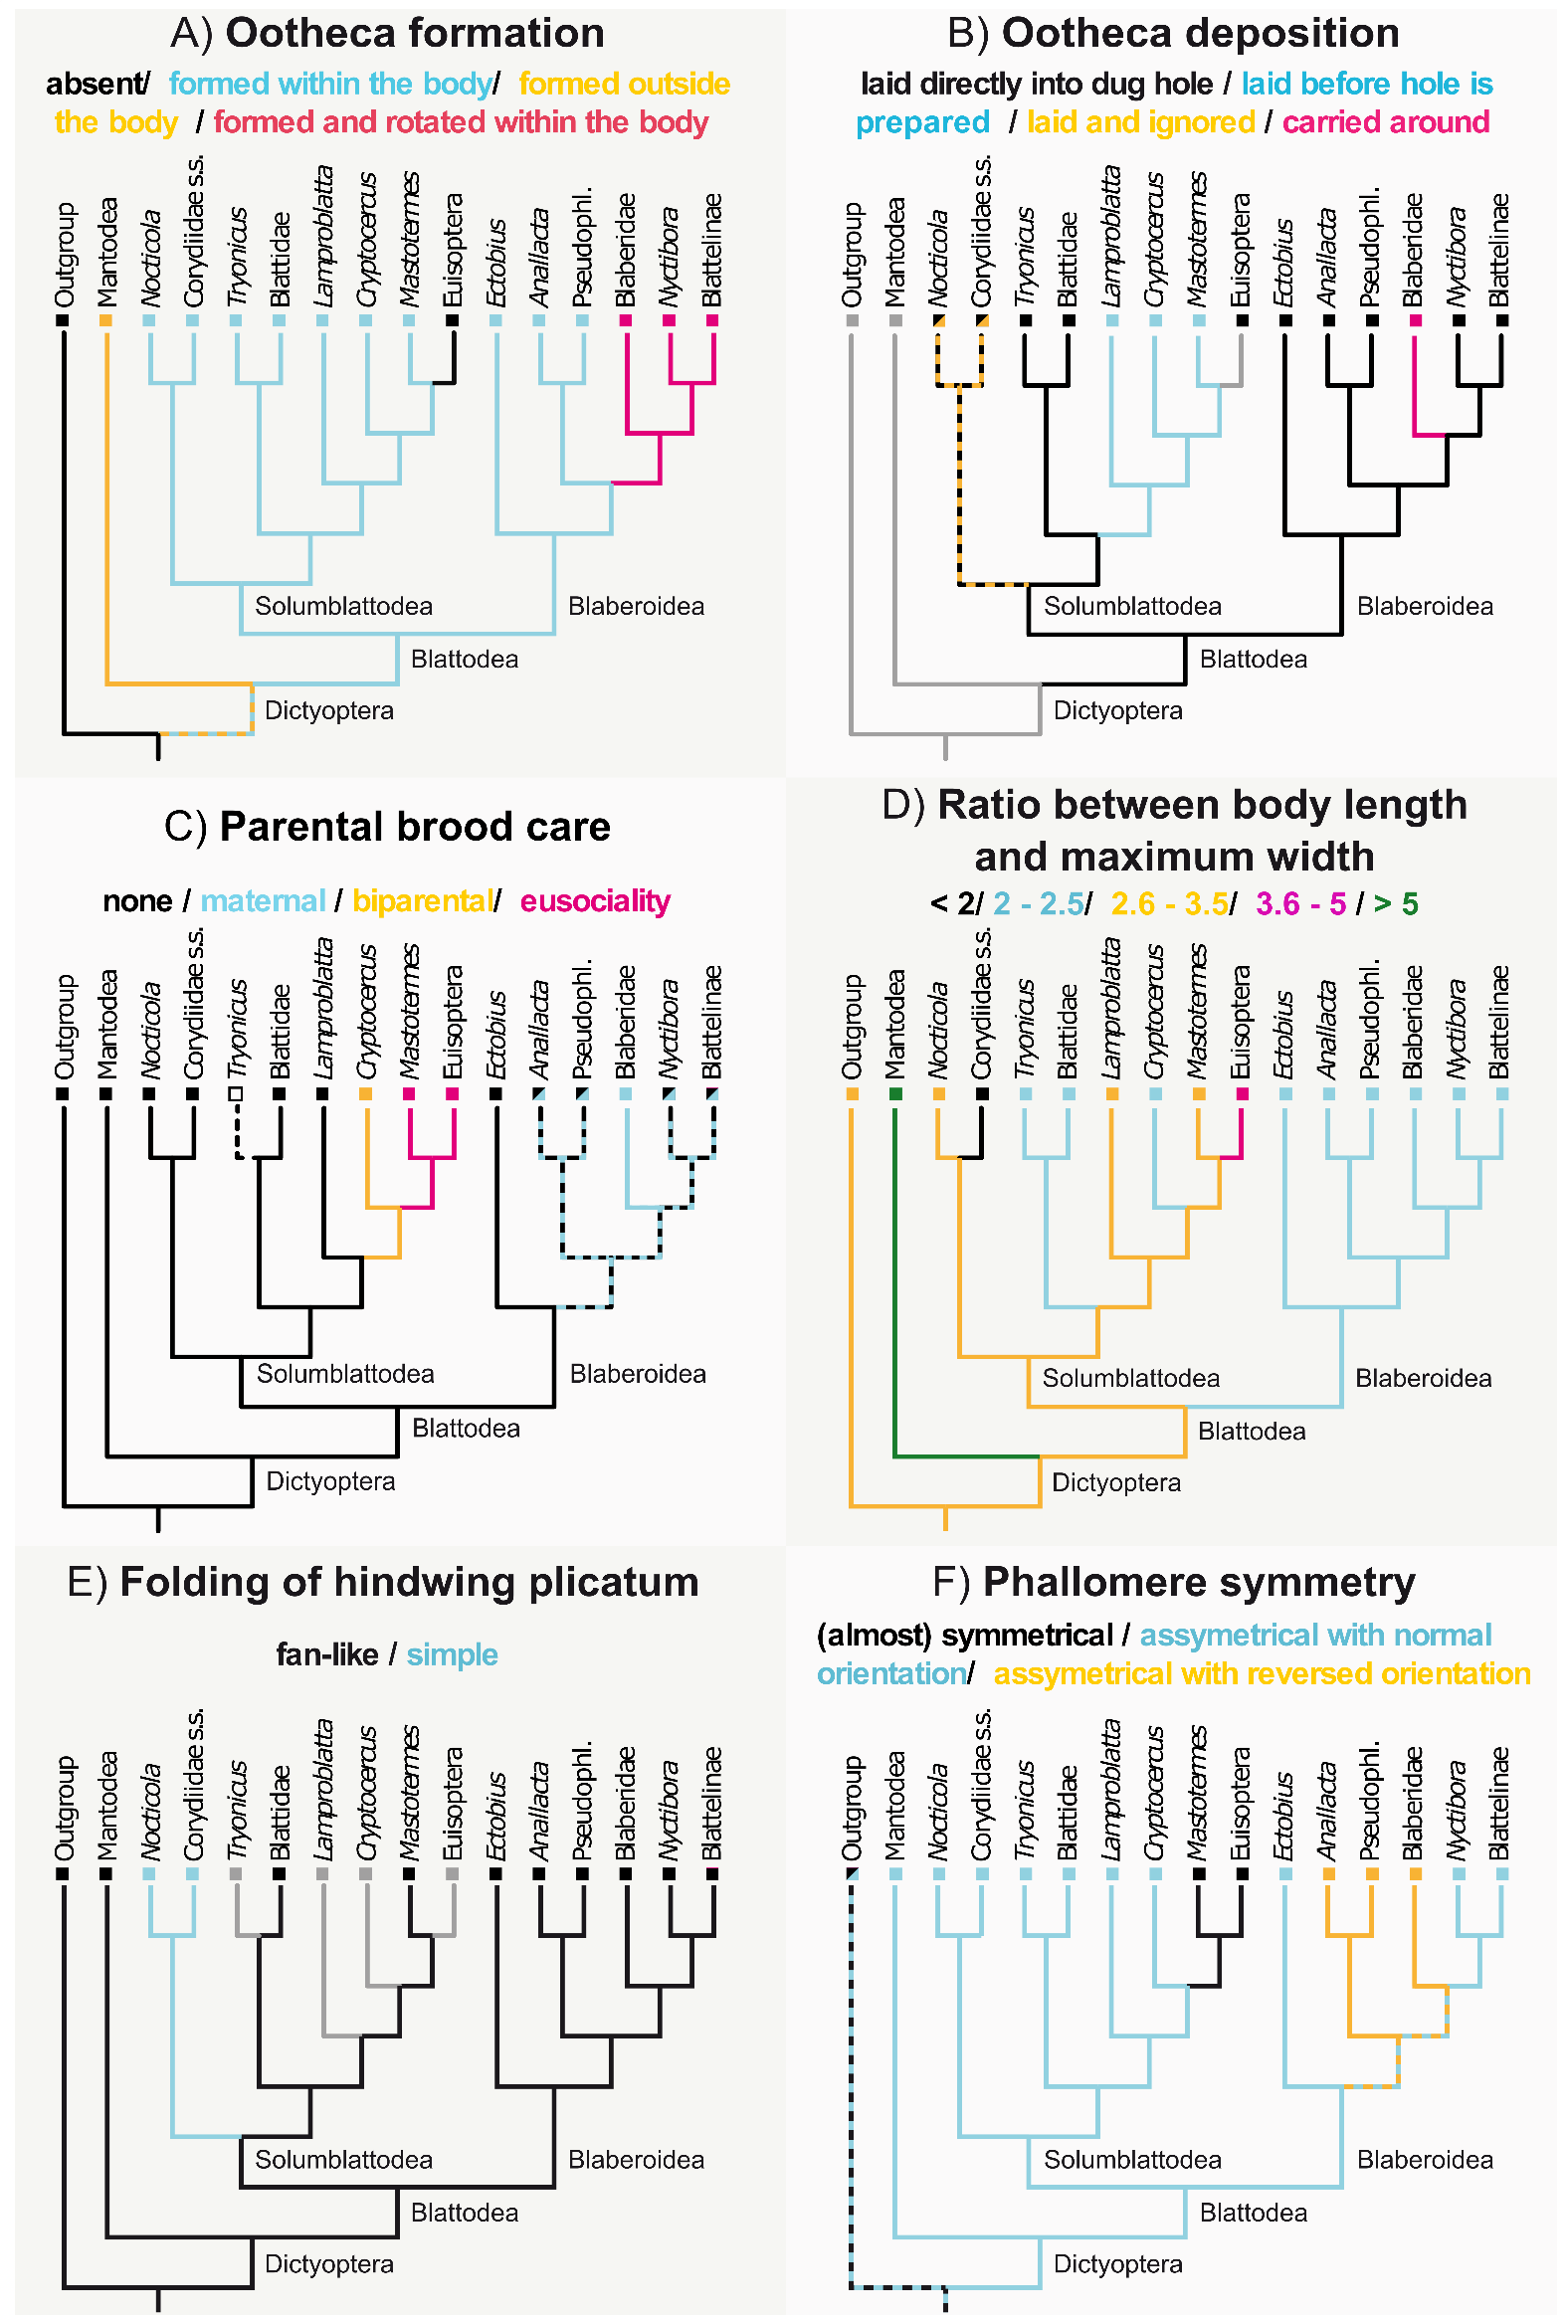 A) Ootheca formation
absent/ formed within the body/ formed outside
the body / formed and rotated within the body
Outgroup
Mantodea
Nocticola
Corydiidae s.s.
Tryonicus
Blattidae
Lamproblatta
Cryptocercus
Mastotermes
Euisoptera
Ectobius
Anallacta
Pseudophl.
Blaberidae
Nyctibora
Blattelinae
Solumblattodea
Blaberoidea
Blattodea
Dictyoptera
B) Ootheca deposition
laid directly into dug hole / laid before hole is
prepared / laid and ignored / carried around
Outgroup
Mantodea
Nocticola
Corydiidae s.s.
Tryonicus
Blattidae
Lamproblatta
Cryptocercus
Mastotermes
Euisoptera
Ectobius
Anallacta
Pseudophl.
Blaberidae
Nyctibora
Blattelinae
Solumblattodea
Blaberoidea
Blattodea
Dictyoptera
C) Parental brood care
none / maternal / biparental/ eusociality
Outgroup
Mantodea
Nocticola
Corydiidae s.s.
Tryonicus
Blattidae
Lamproblatta
Cryptocercus
Mastotermes
Euisoptera
Ectobius
Anallacta
Pseudophl.
Blaberidae
Nyctibora
Blattelinae
Solumblattodea
Blaberoidea
Blattodea
Dictyoptera
D) Ratio between body length
and maximum width
< 2/ 2 - 2.5/ 2.6 - 3.5/ 3.6 - 5 / > 5
Outgroup
Mantodea
Nocticola
Corydiidae s.s.
Tryonicus
Blattidae
Lamproblatta
Cryptocercus
Mastotermes
Euisoptera
Ectobius
Anallacta
Pseudophl.
Blaberidae
Nyctibora
Blattelinae
Solumblattodea
Blaberoidea
Blattodea
Dictyoptera
E) Folding of hindwing plicatum
fan-like / simple
Outgroup
Mantodea
Nocticola
Corydiidae s.s.
Tryonicus
Blattidae
Lamproblatta
Cryptocercus
Mastotermes
Euisoptera
Ectobius
Anallacta
Pseudophl.
Blaberidae
Nyctibora
Blattelinae
Solumblattodea
Blaberoidea
Blattodea
Dictyoptera
F) Phallomere symmetry
(almost) symmetrical / assymetrical with normal
orientation/ assymetrical with reversed orientation
Outgroup
Mantodea
Nocticola
Corydiidae s.s.
Tryonicus
Blattidae
Lamproblatta
Cryptocercus
Mastotermes
Euisoptera
Ectobius
Anallacta
Pseudophl.
Blaberidae
Nyctibora
Blattelinae
Solumblattodea
Blaberoidea
Blattodea
Dictyoptera